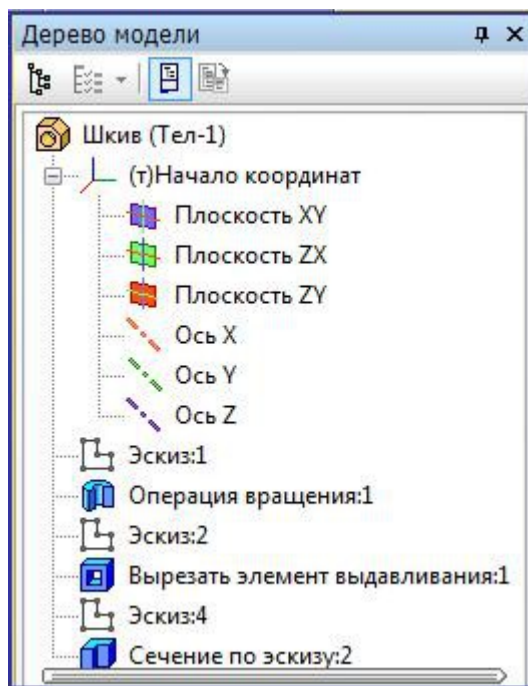 Дерево модели
Шкив (Тел-1)
(т)Начало координат
Плоскость XY
Плоскость ZX
Плоскость ZY
Ось X
Ось Y
Ось Z
Эскиз:1
Операция вращения:1
Эскиз:2
Вырезать элемент выдавливания:1
Эскиз:4
Сечение по эскизу:2